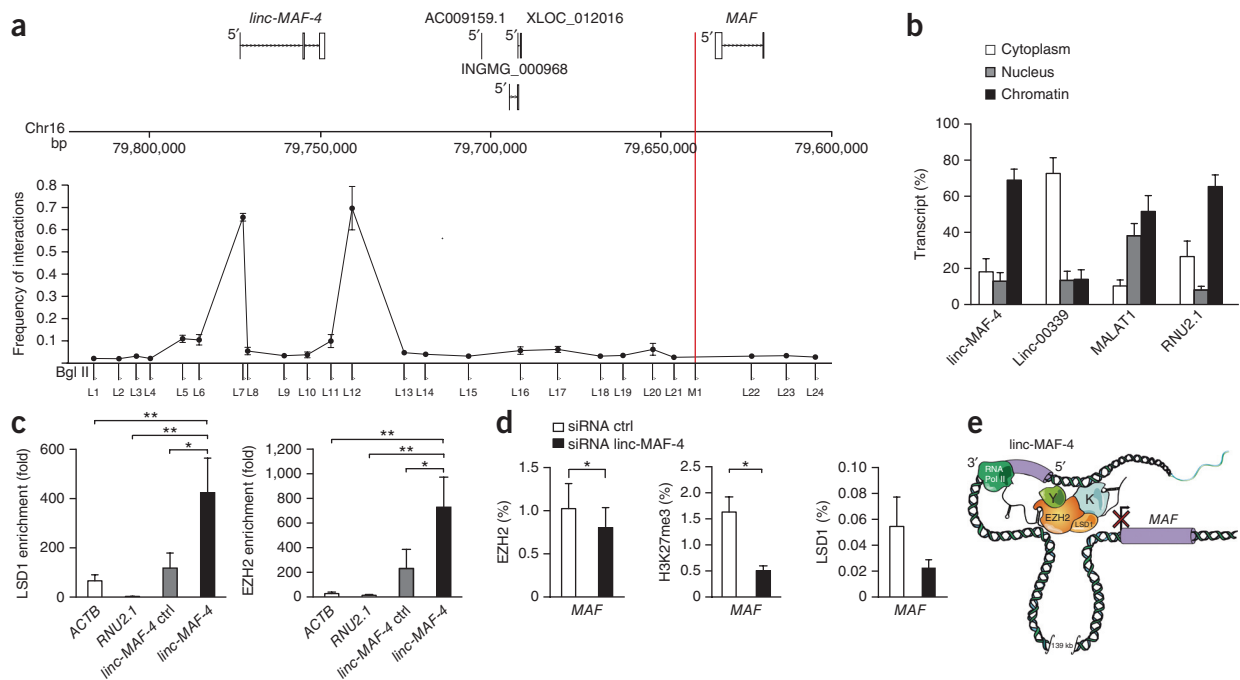 a
linc-MAF-4
AC009159.1
XLOC_012016
MAF
5′
5′
5′
5′
INGMG_000968
5′
Chr16
bp
79,800,000
79,750,000
79,700,000
79,650,000
79,600,000
Frequency of interactions
0.8
0.7
0.6
0.5
0.4
0.3
0.2
0.1
Bgl II
L1 L2 L3 L4 L5 L6 L7 L8 L9 L10 L11 L12 L13 L14 L15 L16 L17 L18 L19 L20 L21 M1 L22 L23 L24
b
Cytoplasm
Nucleus
Chromatin
Transcript (%)
100
80
60
40
20
0
linc-MAF-4
Linc-00339
MALAT1
RNU2.1
c
**
**
*
LSD1 enrichment (fold)
600
400
200
0
ACTB
RNU2.1
linc-MAF-4 ctrl
linc-MAF-4
**
**
*
EZH2 enrichment (fold)
1,200
1,000
800
600
400
200
0
ACTB
RNU2.1
linc-MAF-4 ctrl
linc-MAF-4
d
siRNA ctrl
siRNA linc-MAF-4
*
EZH2 (%)
1.5
1.0
0.5
0
MAF
*
H3K27me3 (%)
2.5
2.0
1.5
1.0
0.5
0
MAF
LSD1 (%)
0.10
0.08
0.06
0.04
0.02
0
MAF
e
linc-MAF-4
3′
5′
RNA
Pol II
Y
K
EZH2
LSD1
MAF
139 kb